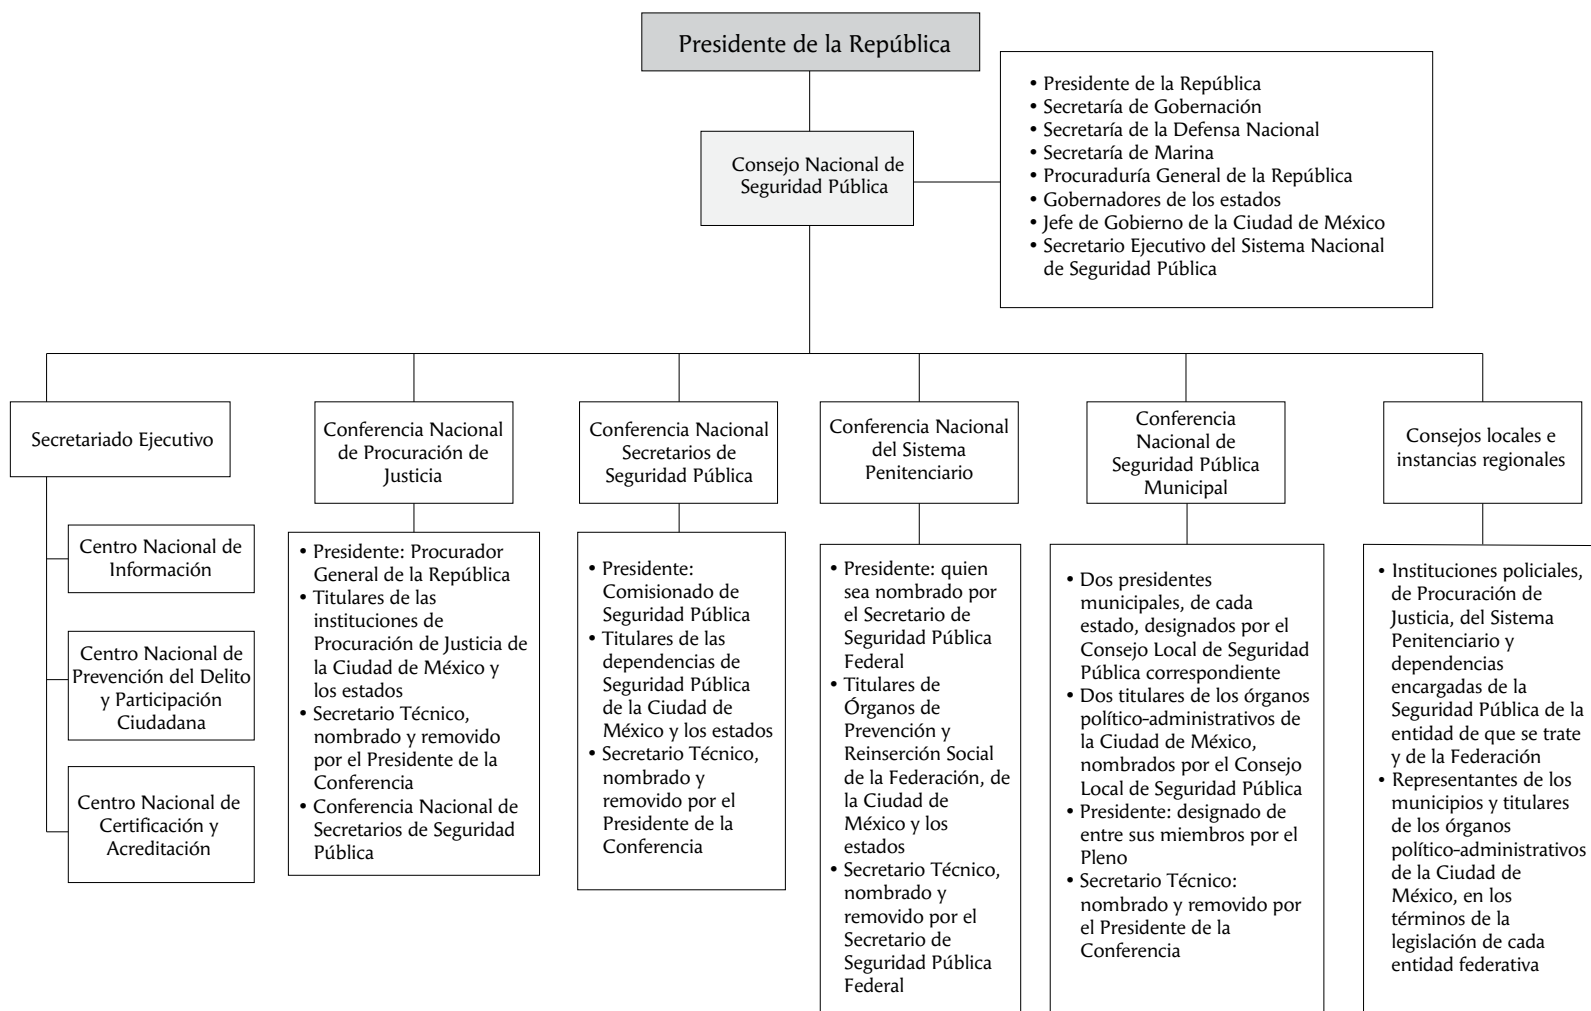 Presidente de la República
• Presidente de la República
• Secretaría de Gobernación
• Secretaría de la Defensa Nacional
• Secretaría de Marina
• Procuraduría General de la República
• Gobernadores de los estados
• Jefe de Gobierno de la Ciudad de México
• Secretario Ejecutivo del Sistema Nacional
de Seguridad Pública
Consejo Nacional de
Seguridad Pública
Secretariado Ejecutivo
Centro Nacional de
Información
Centro Nacional de
Prevención del Delito
y Participación
Ciudadana
Centro Nacional de
Certificación y
Acreditación
Conferencia Nacional
de Procuración de
Justicia
• Presidente: Procurador
General de la República
• Titulares de las
instituciones de
Procuración de Justicia de
la Ciudad de México y
los estados
• Secretario Técnico,
nombrado y removido
por el Presidente de la
Conferencia
• Conferencia Nacional de
Secretarios de Seguridad
Pública
Conferencia Nacional
Secretarios de
Seguridad Pública
• Presidente:
Comisionado de
Seguridad Pública
• Titulares de las
dependencias de
Seguridad Pública
de la Ciudad de
México y los estados
• Secretario Técnico,
nombrado y
removido por el
Presidente de la
Conferencia
Conferencia Nacional
del Sistema
Penitenciario
• Presidente: quien
sea nombrado por
el Secretario de
Seguridad Pública
Federal
• Titulares de
Órganos de
Prevención y
Reinserción Social
de la Federación, de
la Ciudad de
México y los
estados
• Secretario Técnico,
nombrado y
removido por el
Secretario de
Seguridad Pública
Federal
Conferencia
Nacional de
Seguridad Pública
Municipal
• Dos presidentes
municipales, de cada
estado, designados por el
Consejo Local de Seguridad
Pública correspondiente
• Dos titulares de los órganos
político-administrativos de
la Ciudad de México,
nombrados por el Consejo
Local de Seguridad Pública
• Presidente: designado de
entre sus miembros por el
Pleno
• Secretario Técnico:
nombrado y removido por
el Presidente de la
Conferencia
Consejos locales e
instancias regionales
• Instituciones policiales,
de Procuración de
Justicia, del Sistema
Penitenciario y
dependencias
encargadas de la
Seguridad Pública de la
entidad de que se trate
y de la Federación
• Representantes de los
municipios y titulares
de los órganos
político-administrativos
de la Ciudad de
México, en los
términos de la
legislación de cada
entidad federativa